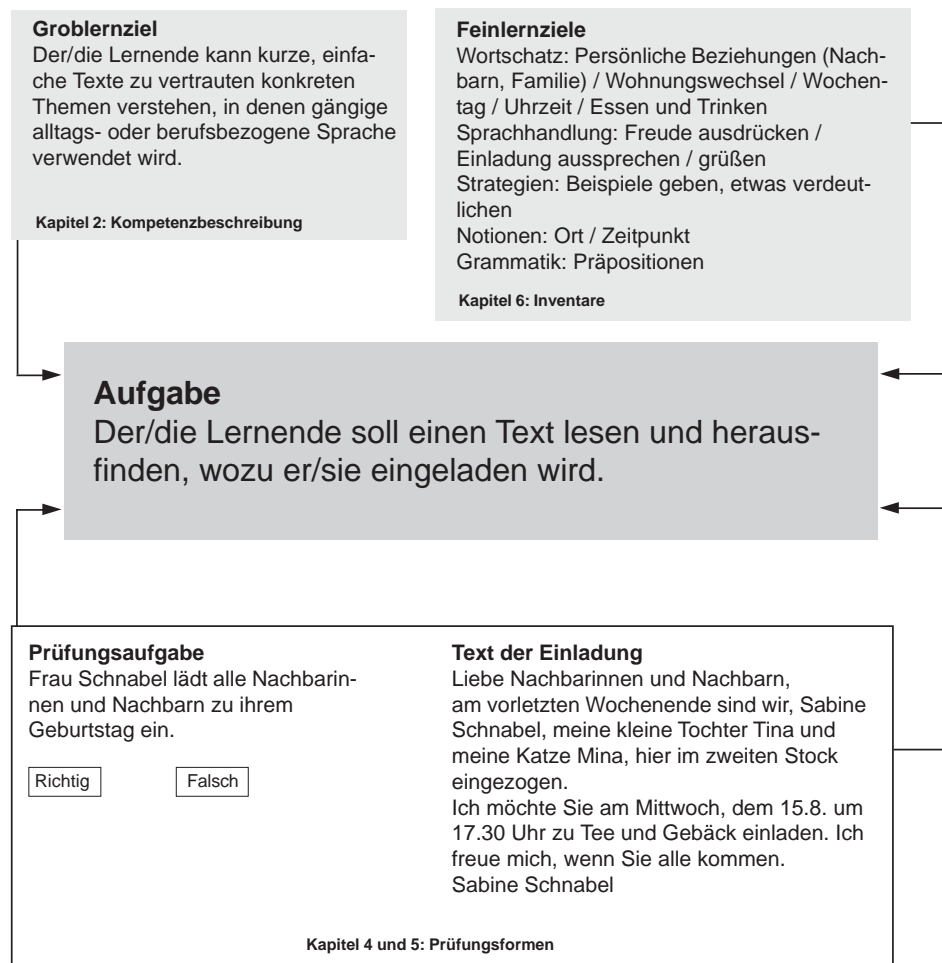 Groblernziel
Der/die Lernende kann kurze, einfa-
che Texte zu vertrauten konkreten
Themen verstehen, in denen gängige
alltags- oder berufsbezogene Sprache
verwendet wird.
Kapitel 2: Kompetenzbeschreibung
Feinlernziele
Wortschatz: Persönliche Beziehungen (Nach-
barn, Familie) / Wohnungswechsel / Wochen-
tag / Uhrzeit / Essen und Trinken
Sprachhandlung: Freude ausdrücken /
Einladung aussprechen / grüßen
Strategien: Beispiele geben, etwas verdeut-
lichen
Notionen: Ort / Zeitpunkt
Grammatik: Präpositionen
Kapitel 6: Inventare
Aufgabe
Der/die Lernende soll einen Text lesen und heraus-
finden, wozu er/sie eingeladen wird.
Prüfungsaufgabe
Frau Schnabel lädt alle Nachbarin-
nen und Nachbarn zu ihrem
Geburtstag ein.
Richtig Falsch
Text der Einladung
Liebe Nachbarinnen und Nachbarn,
am vorletzten Wochenende sind wir, Sabine
Schnabel, meine kleine Tochter Tina und
meine Katze Mina, hier im zweiten Stock
eingezogen.
Ich möchte Sie am Mittwoch, dem 15.8. um
17.30 Uhr zu Tee und Gebäck einladen. Ich
freue mich, wenn Sie alle kommen.
Sabine Schnabel
Kapitel 4 und 5: Prüfungsformen